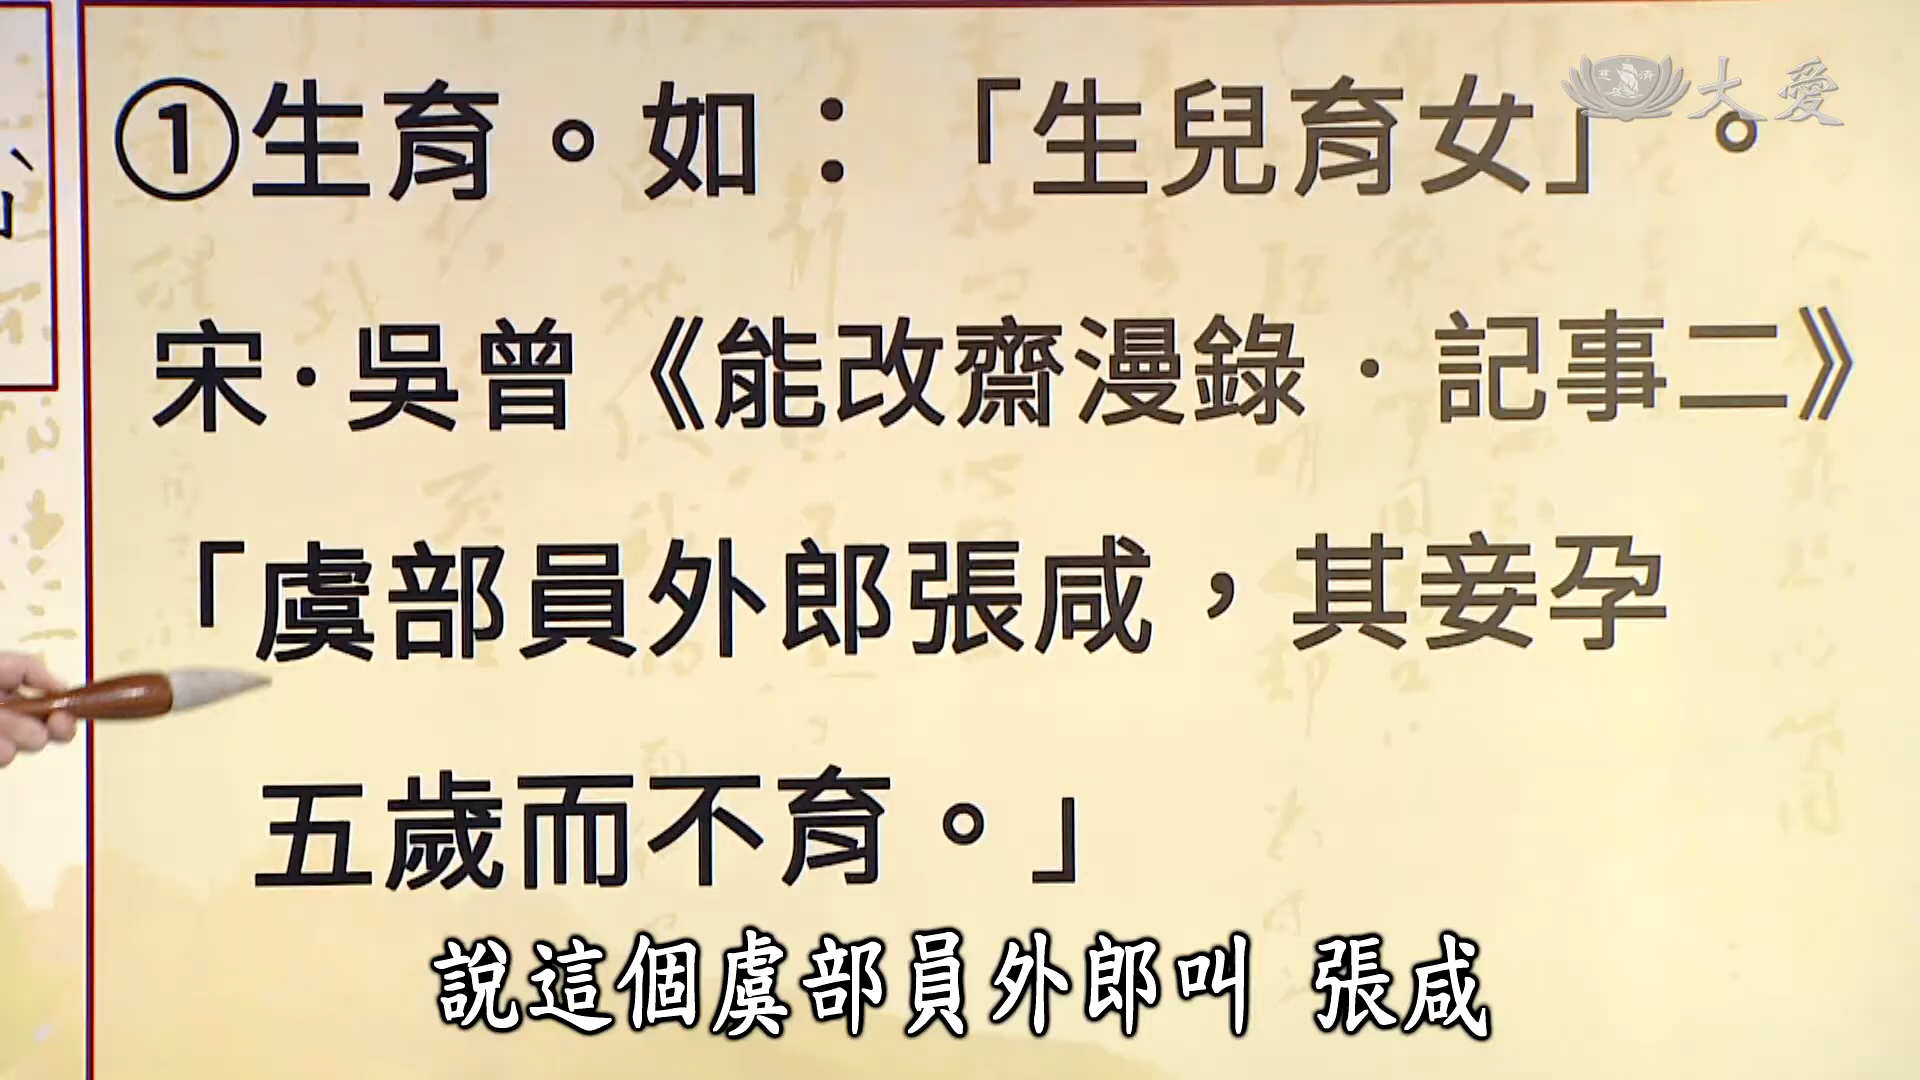 ①生育。如：「生兒育女」。
大愛
宋·吳曾《能改齋漫錄·記事二》
「虞部員外郎張咸，其妾孕
五歲而不育。」
說這個虞部員外郎叫 張咸